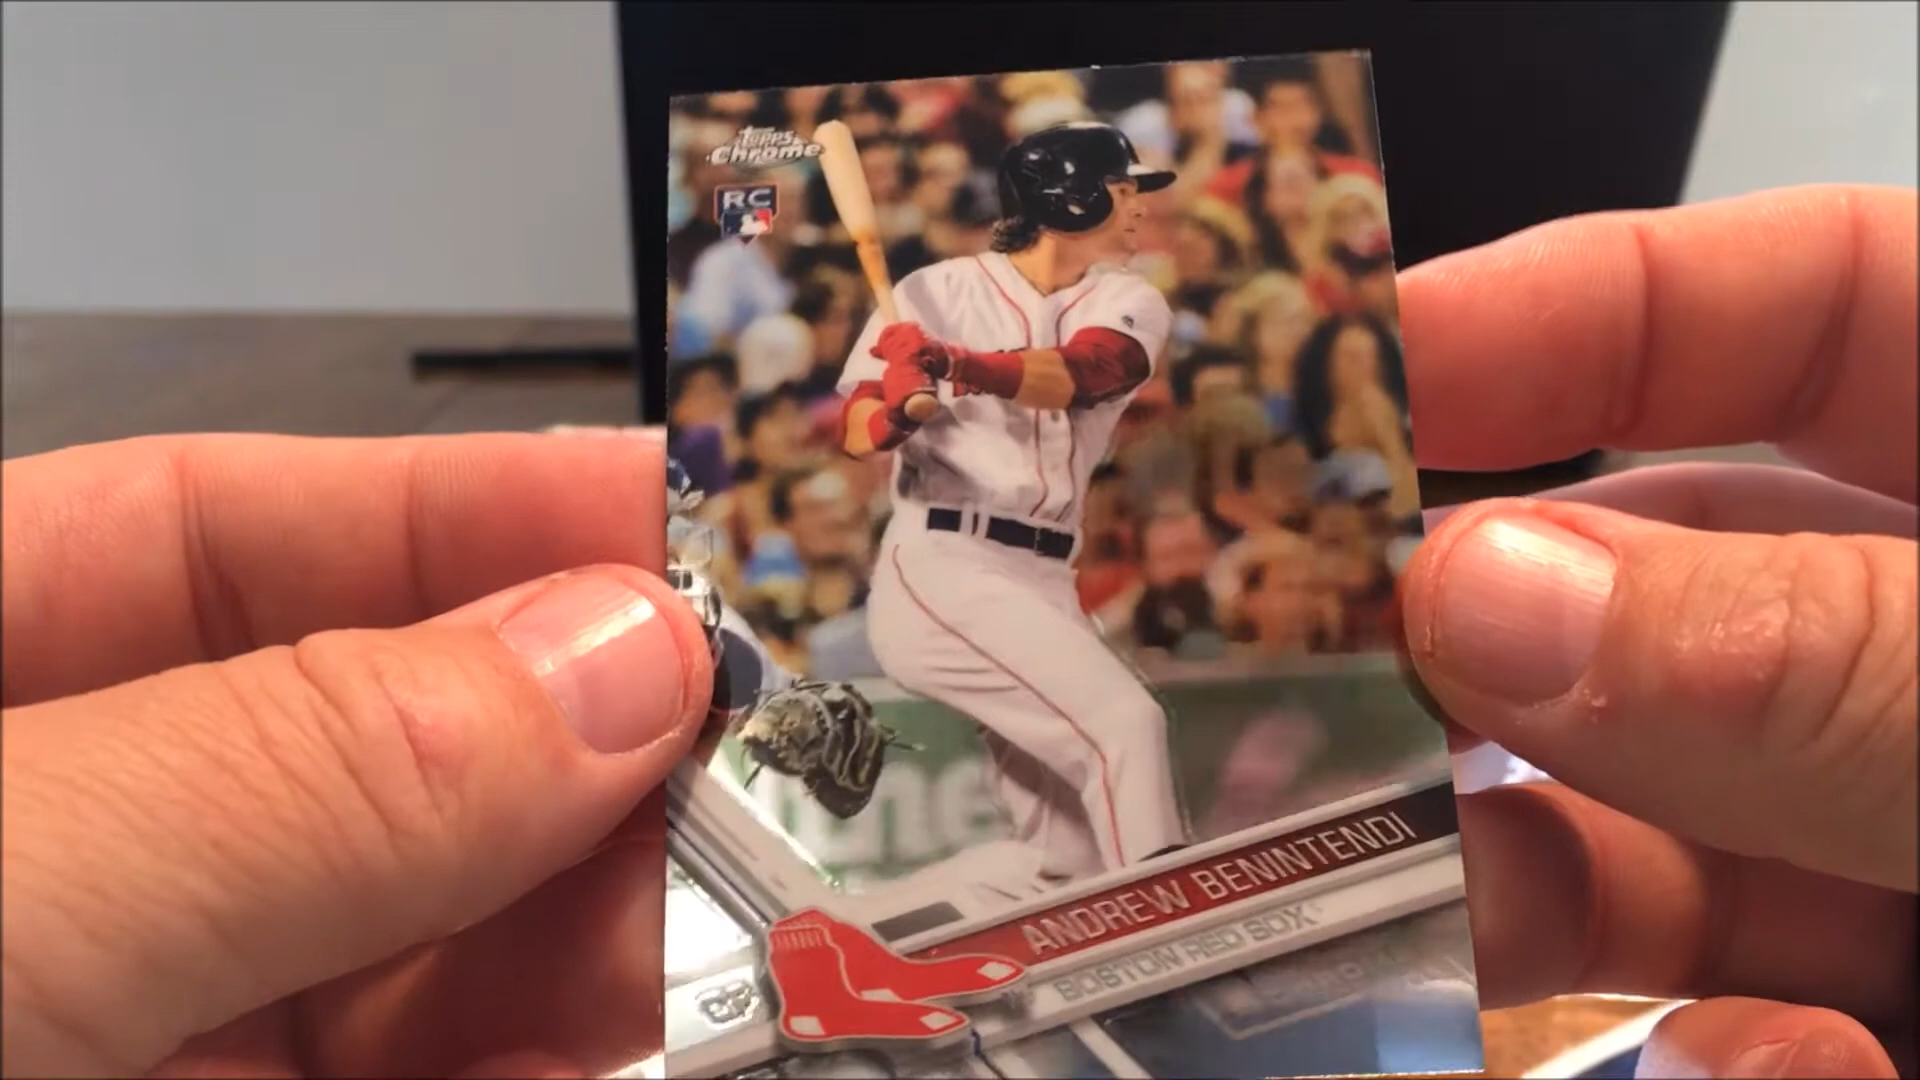 Topps
Chrome
RC
ANDREW BENINTENDI
BOSTON RED SOX